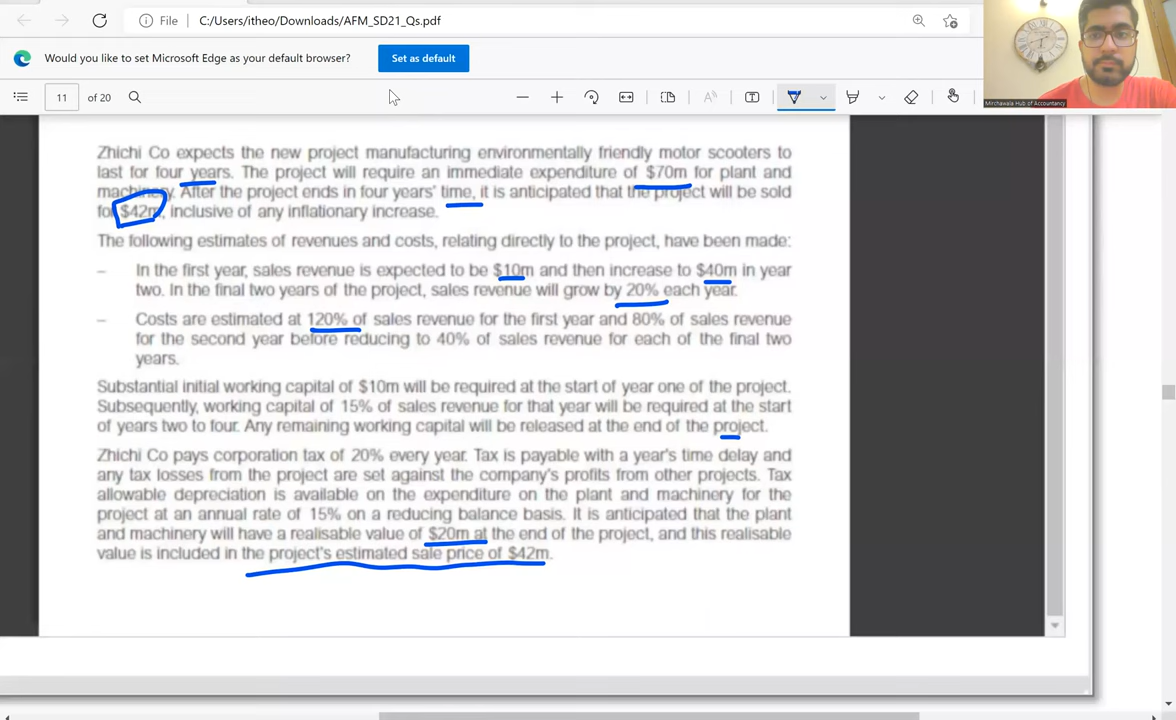 File
C:/Users/itheo/Downloads/AFM_SD21_Qs.pdf
Would you like to set Microsoft Edge as your default browser?
Set as default
11 of 20
Mirchawala Hub of Accountancy
Zhichi Co expects the new project manufacturing environmentally friendly motor scooters to
last for four years. The project will require an immediate expenditure of $70m for plant and
machinery. After the project ends in four years' time, it is anticipated that the project will be sold
for $42m, inclusive of any inflationary increase.
The following estimates of revenues and costs, relating directly to the project, have been made:
– In the first year, sales revenue is expected to be $10m and then increase to $40m in year
two. In the final two years of the project, sales revenue will grow by 20% each year.
– Costs are estimated at 120% of sales revenue for the first year and 80% of sales revenue
for the second year before reducing to 40% of sales revenue for each of the final two
years.
Substantial initial working capital of $10m will be required at the start of year one of the project.
Subsequently, working capital of 15% of sales revenue for that year will be required at the start
of years two to four. Any remaining working capital will be released at the end of the project.
Zhichi Co pays corporation tax of 20% every year. Tax is payable with a year's time delay and
any tax losses from the project are set against the company's profits from other projects. Tax
allowable depreciation is available on the expenditure on the plant and machinery for the
project at an annual rate of 15% on a reducing balance basis. It is anticipated that the plant
and machinery will have a realisable value of $20m at the end of the project, and this realisable
value is included in the project's estimated sale price of $42m.